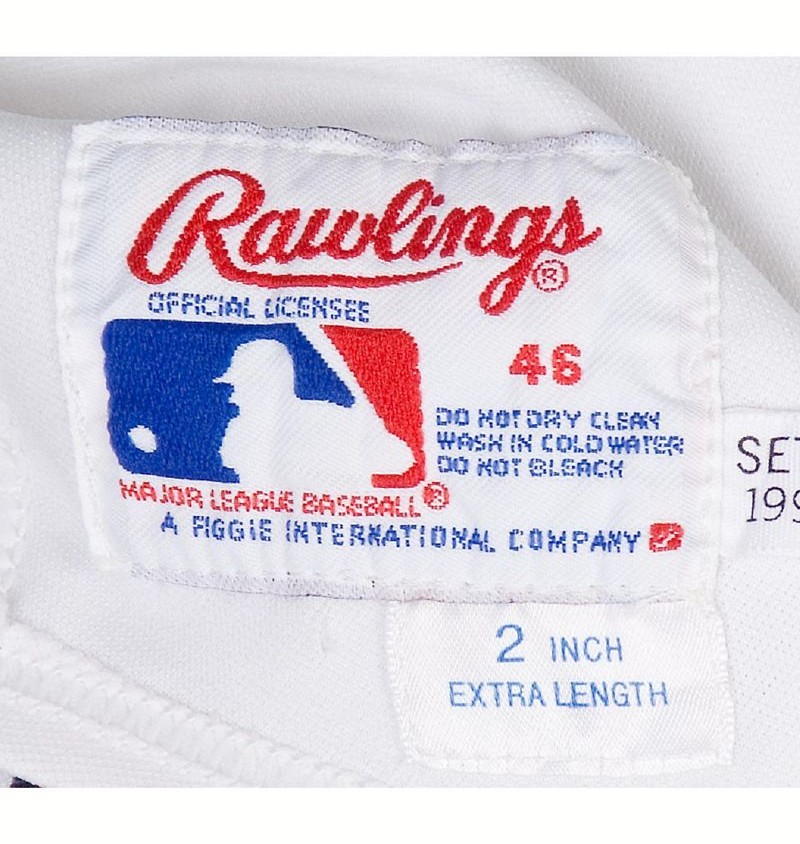 Rawlings®
OFFICIAL LICENSEE
46
DO NOT DRY CLEAN
WASH IN COLD WATER
DO NOT BLEACH
MAJOR LEAGUE BASEBALL®
A FIGGIE INTERNATIONAL COMPANY
SET
199
2 INCH
EXTRA LENGTH